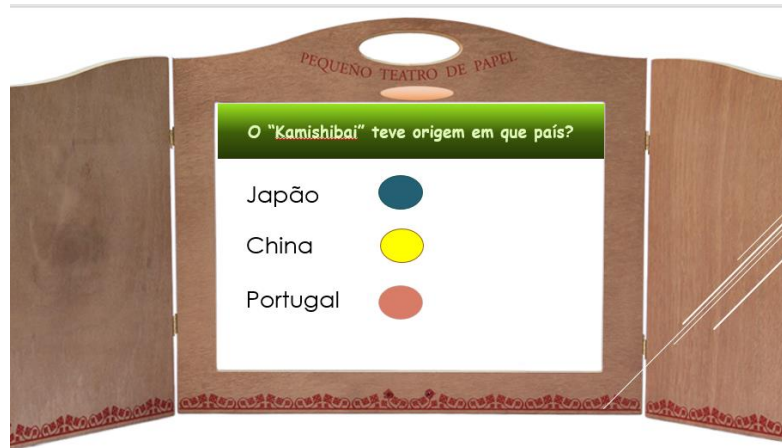 PEQUEÑO TEATRO DE PAPEL
O “Kamishibai” teve origem em que país?
Japão
China
Portugal